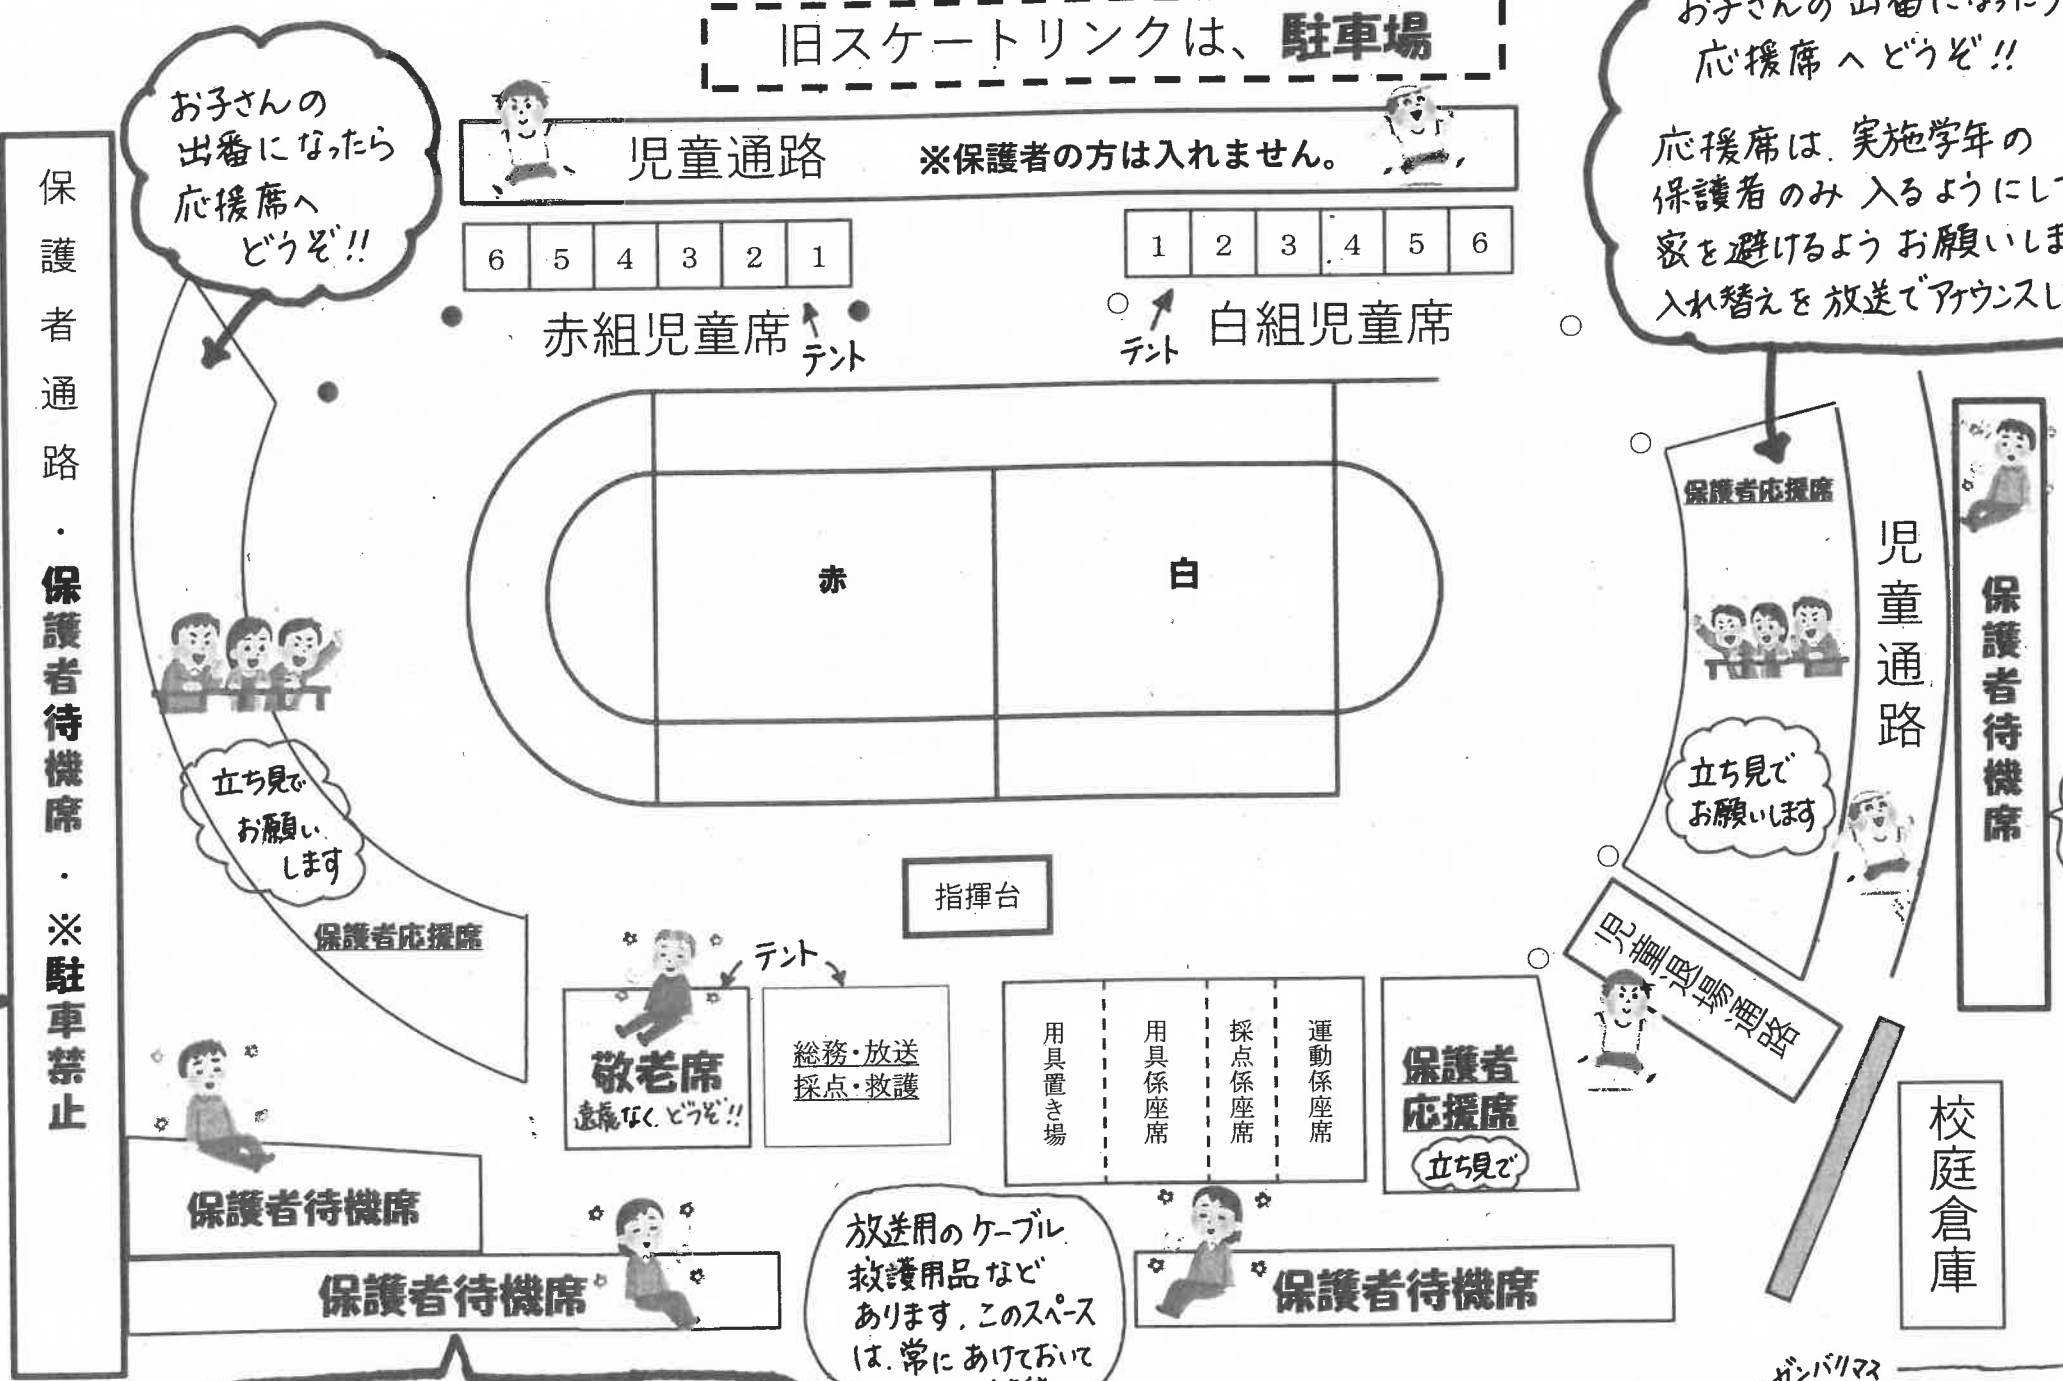 旧スケートリンクは、駐車場
お子さんの
出番になったら
応援席へ
どうぞ!!
児童通路 ※保護者の方は入れません。
応援席へどうぞ!!
応援席は、実施学年の
保護者のみ入るようにして
密を避けるようお願いしま
入れ替えを放送でアナウンスし
6 5 4 3 2 1
1 2 3 4 5 6
赤組児童席
テント
テント
白組児童席
保護者通路・保護者待機席・※駐車禁止
赤
白
保護者応援席
児童通路
保護者待機席
立ち見で
お願い
します
立ち見で
お願いします
保護者応援席
指揮台
児童退場通路
テント
敬老席
遠慮なくどうぞ!!
総務・放送
採点・救護
用具置き場
用具係座席
採点係座席
運動係座席
保護者
応援席
立ち見で
校庭倉庫
保護者待機席
保護者待機席
放送用のケーブル
救護用品など
あります。このスペース
は、常にあけておいて
保護者待機席
ガンバリマス